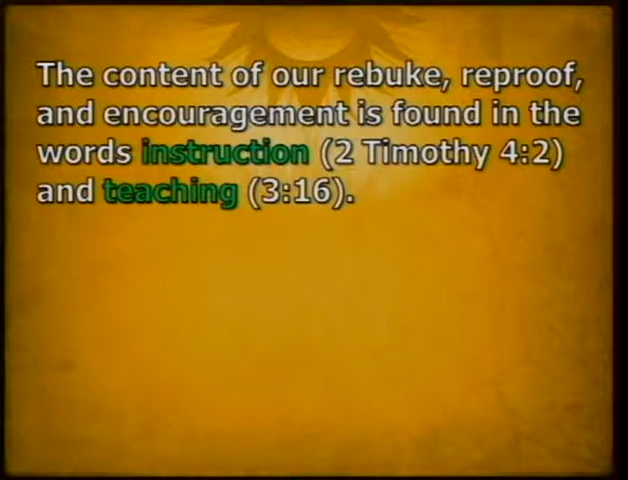 The content of our rebuke, reproof,
and encouragement is found in the
words instruction (2 Timothy 4:2)
and teaching (3:16).